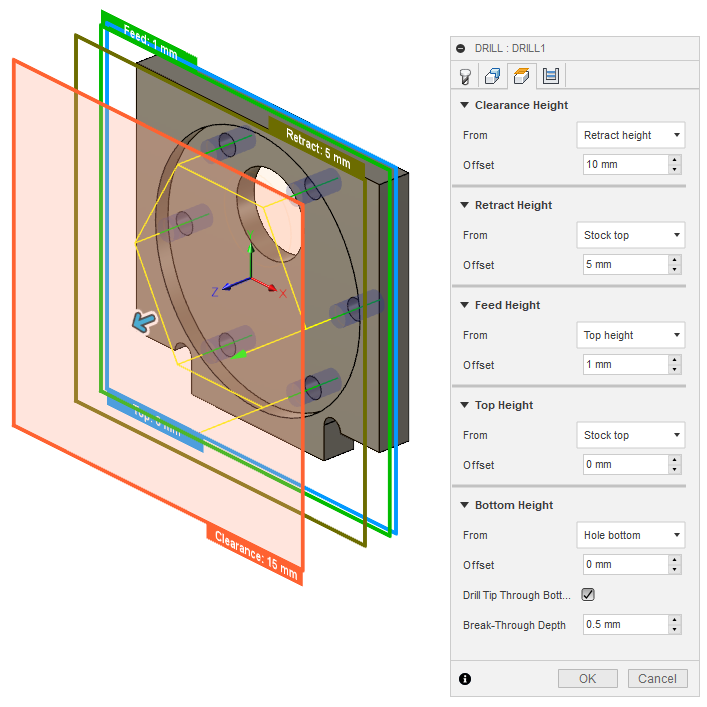 Feed: 1 mm
Retract: 5 mm
Z
X
Top: 0 mm
Clearance: 15 mm
DRILL : DRILL1
Clearance Height
From Retract height
Offset 10 mm
Retract Height
From Stock top
Offset 5 mm
Feed Height
From Top height
Offset 1 mm
Top Height
From Stock top
Offset 0 mm
Bottom Height
From Hole bottom
Offset 0 mm
Drill Tip Through Bott...
Break-Through Depth 0.5 mm
OK Cancel